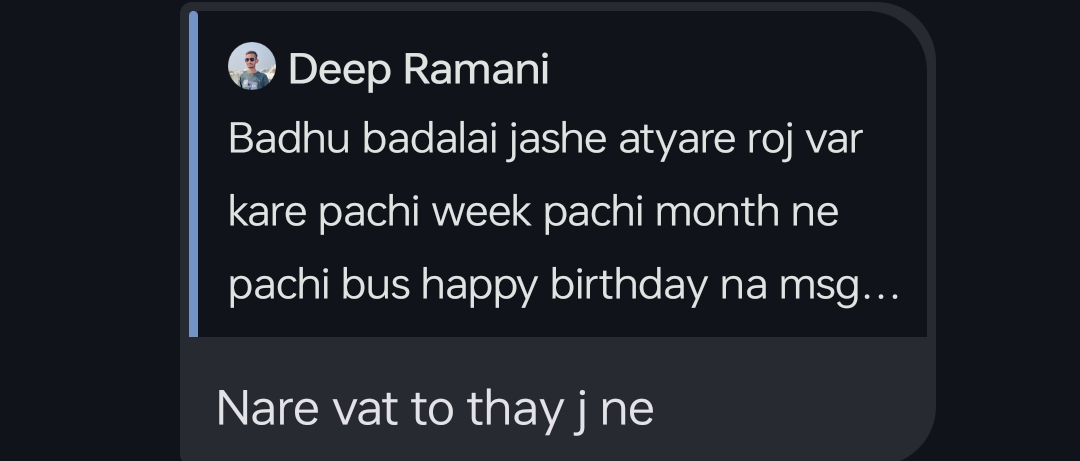 Deep Ramani
Badhu badalai jashe atyare roj var
kare pachi week pachi month ne
pachi bus happy birthday na msg...
Nare vat to thay j ne